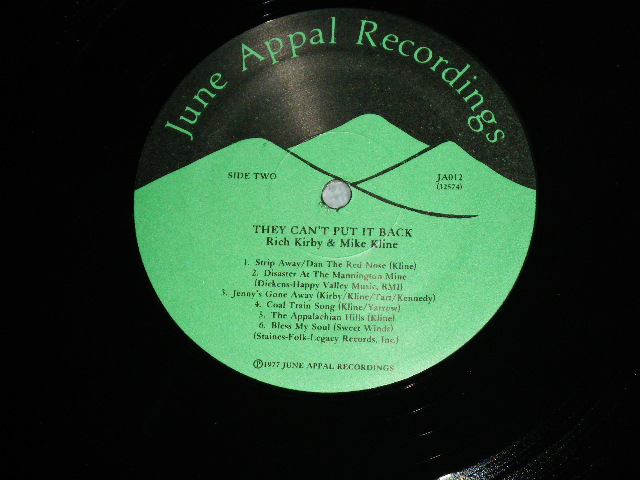 June Appal Recordings
SIDE TWO
JA012
(32574)
THEY CAN'T PUT IT BACK
Rich Kirby & Mike Kline
1. Strip Away/Dan The Red Nose (Kline)
2. Disaster At The Mannington Mine
(Dickens-Happy Valley Music, BMI)
3. Jenny's Gone Away (Kirby/Kline/Tart/Kennedy)
4. Coal Train Song (Kline/Yarrow)
5. The Appalachian Hills (Kline)
6. Bless My Soul (Sweet Winds)
(Staines-Folk-Legacy Records, Inc.)
Ⓟ1977 JUNE APPAL RECORDINGS